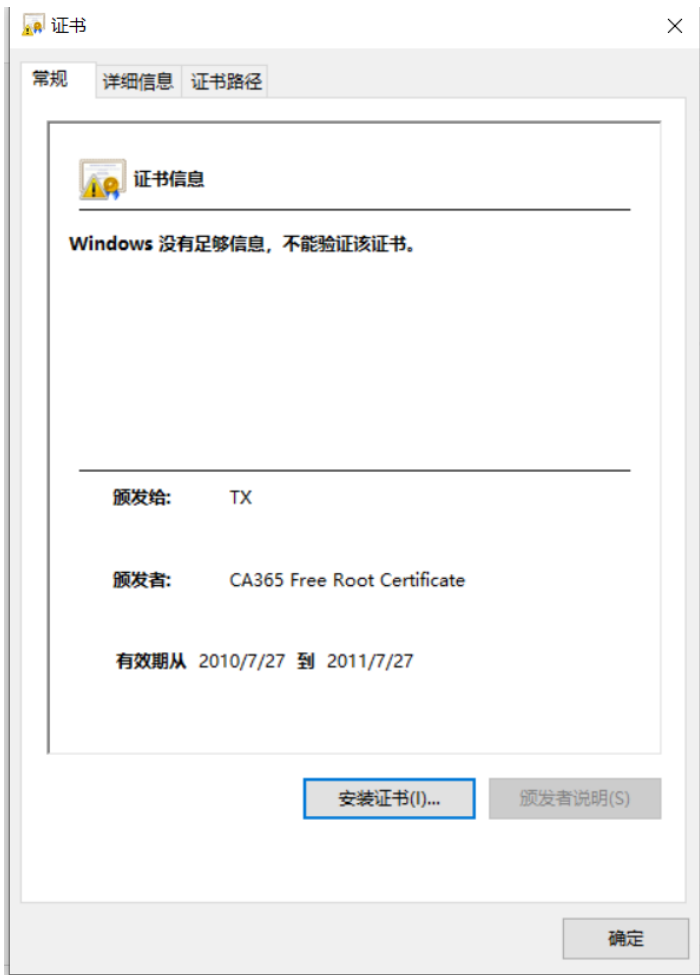 证书
常规 详细信息 证书路径
证书信息
Windows 没有足够信息，不能验证该证书。
颁发给: TX
颁发者: CA365 Free Root Certificate
有效期从 2010/7/27 到 2011/7/27
安装证书(I)... 颁发者说明(S)
确定